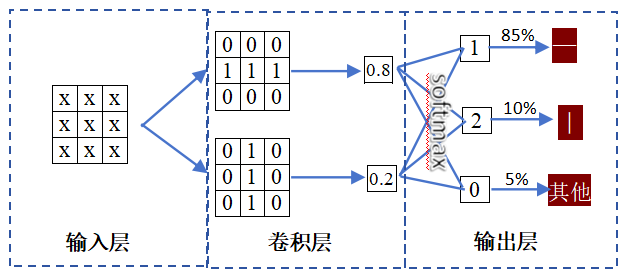 x x x
x x x
x x x
输入层
0 0 0
1 1 1
0 0 0
0 1 0
0 1 0
0 1 0
0.8
0.2
卷积层
softmax
1
2
0
85%
10%
5%
一
|
其他
输出层